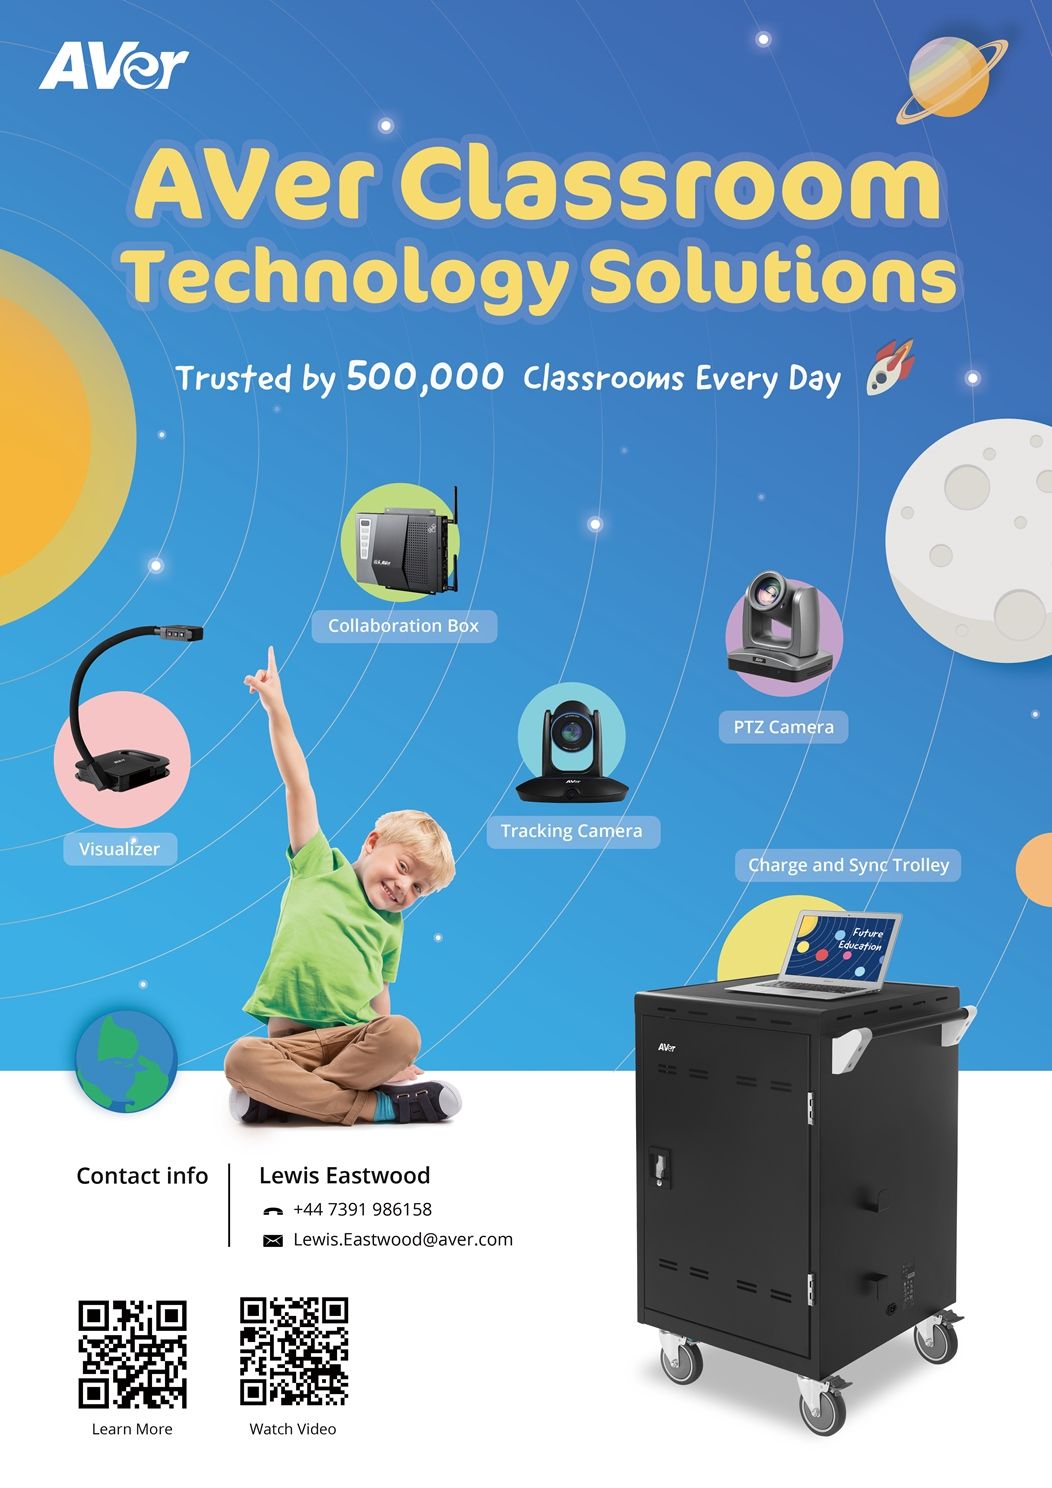 AVer
AVer Classroom
Technology Solutions
Trusted by 500,000 Classrooms Every Day
Collaboration Box
PTZ Camera
AVer
Tracking Camera
AVer
Visualizer
Charge and Sync Trolley
Future
Education
AVer
Contact info
Lewis Eastwood
+44 7391 986158
Lewis.Eastwood@aver.com
Learn More
Watch Video